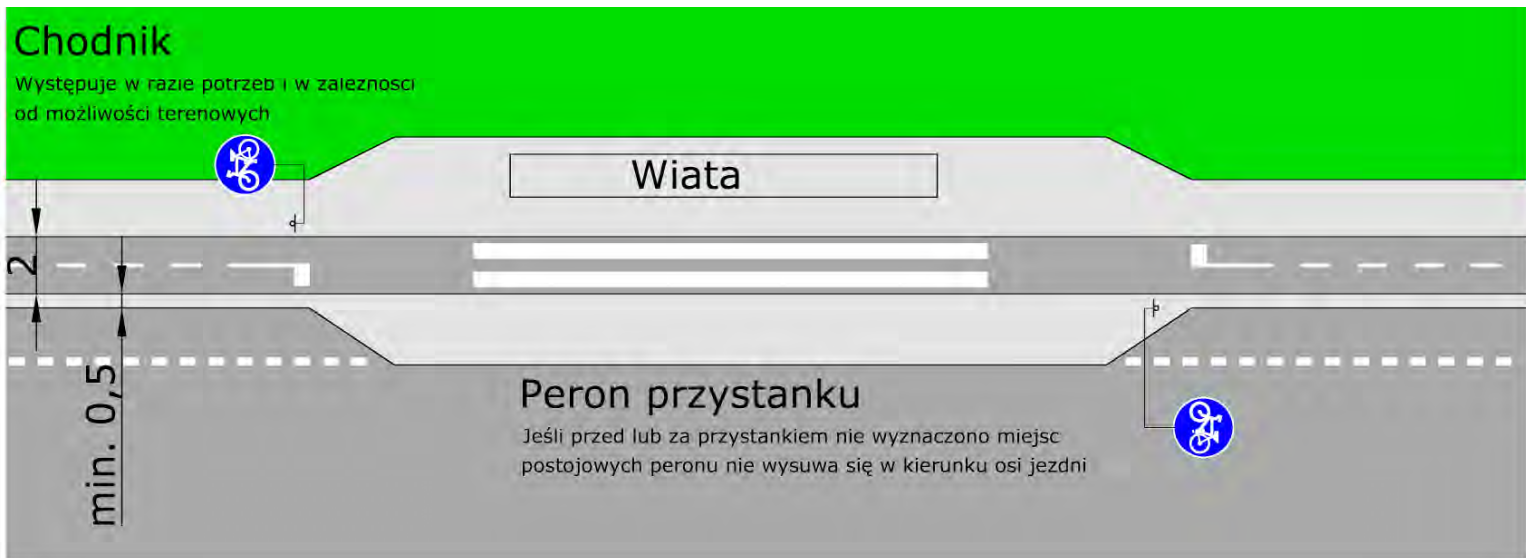 Chodnik
Występuje w razie potrzeb i w zależności
od możliwości terenowych
Wiata
2
min. 0,5
Peron przystanku
Jeśli przed lub za przystankiem nie wyznaczono miejsc
postojowych peronu nie wysuwa się w kierunku osi jezdni